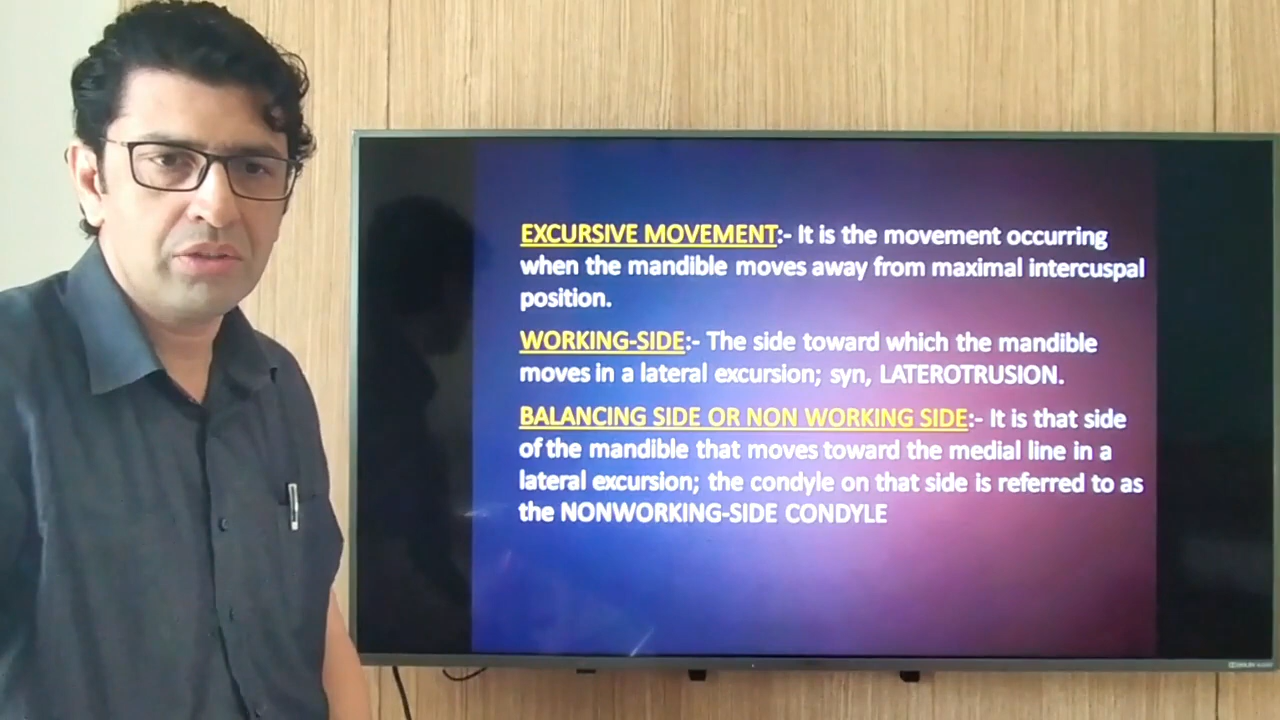 EXCURSIVE MOVEMENT:- It is the movement occurring
when the mandible moves away from maximal intercuspal
position.
WORKING-SIDE:- The side toward which the mandible
moves in a lateral excursion; syn, LATEROTRUSION.
BALANCING SIDE OR NON WORKING SIDE:- It is that side
of the mandible that moves toward the medial line in a
lateral excursion; the condyle on that side is referred to as
the NONWORKING-SIDE CONDYLE